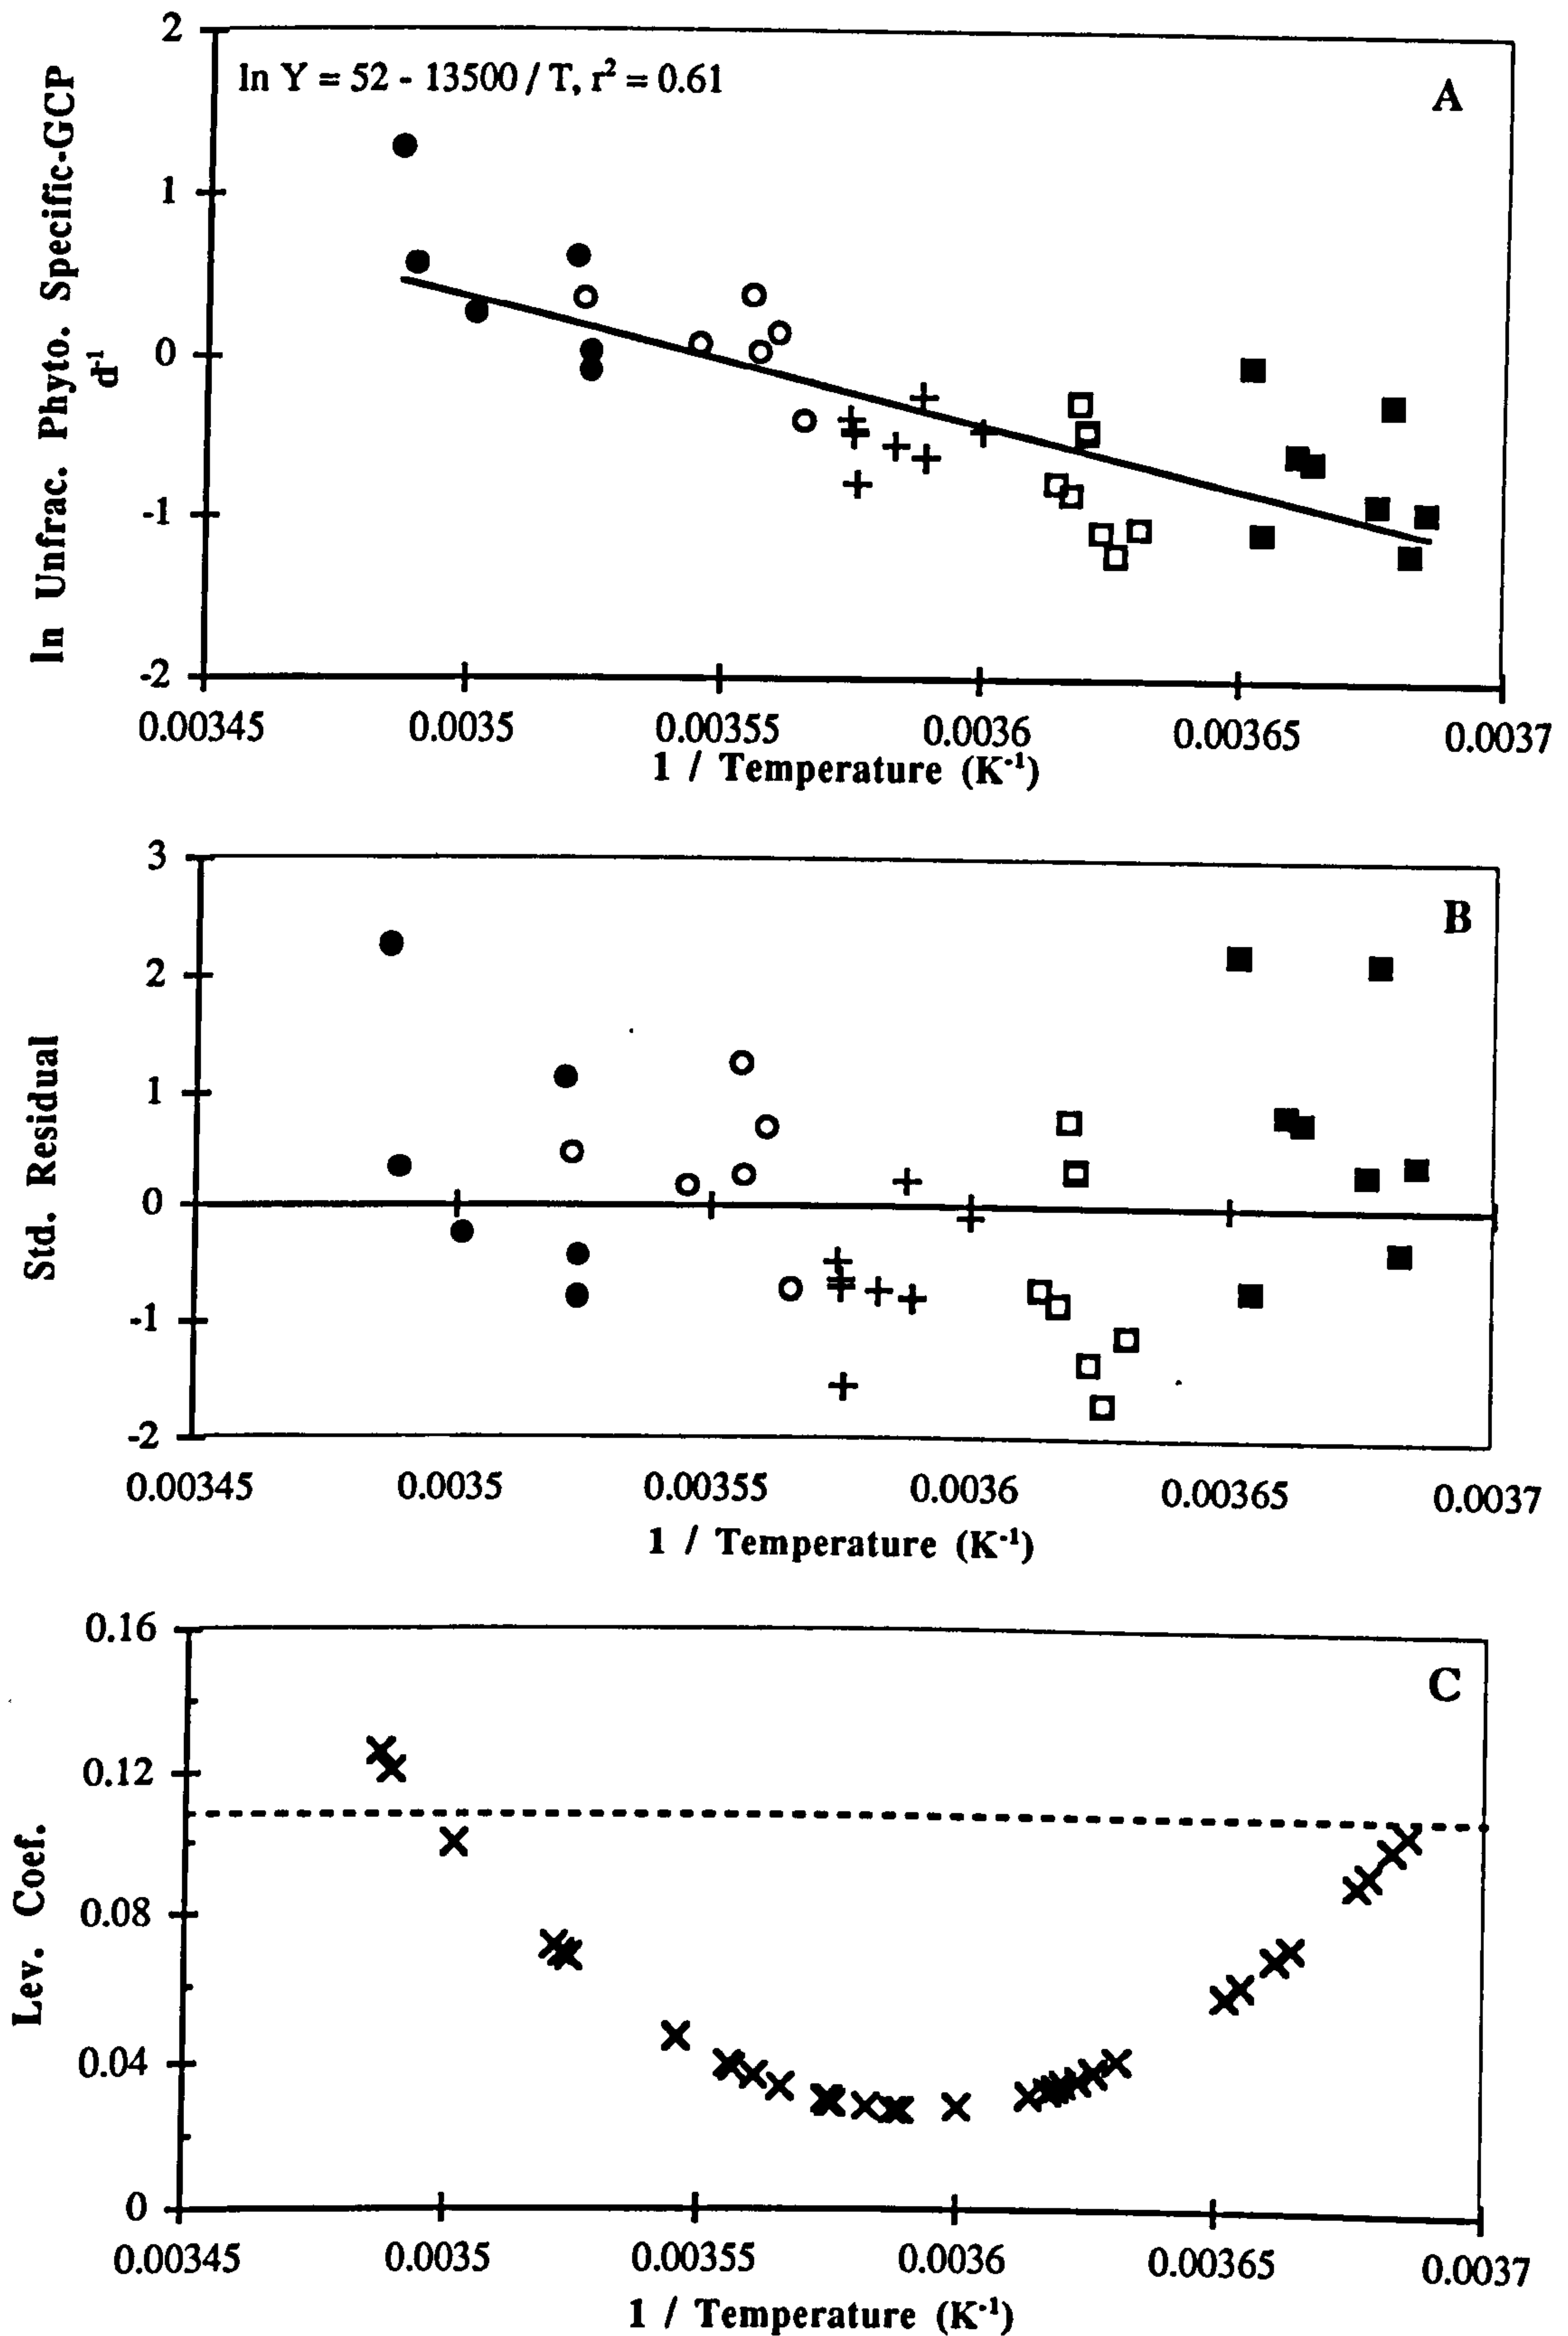 2
1
0
-1
-2
ln Unfrac. Phyto. Specific-GCP
d⁻¹
ln Y = 52 - 13500 / T, r² = 0.61
A
0.00345 0.0035 0.00355 0.0036 0.00365 0.0037
1 / Temperature (K⁻¹)
3
2
1
0
-1
-2
Std. Residual
B
0.00345 0.0035 0.00355 0.0036 0.00365 0.0037
1 / Temperature (K⁻¹)
0.16
0.12
0.08
0.04
0
Lev. Coef.
C
0.00345 0.0035 0.00355 0.0036 0.00365 0.0037
1 / Temperature (K⁻¹)